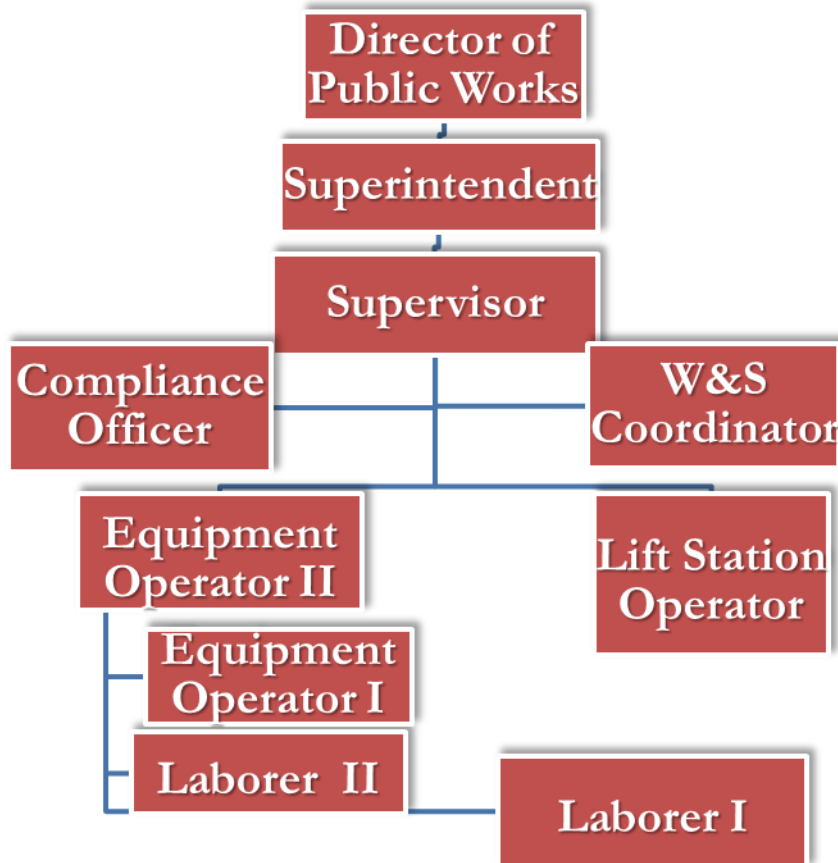 Director of
Public Works
Superintendent
Supervisor
Compliance
Officer
W&S
Coordinator
Equipment
Operator II
Lift Station
Operator
Equipment
Operator I
Laborer II
Laborer I